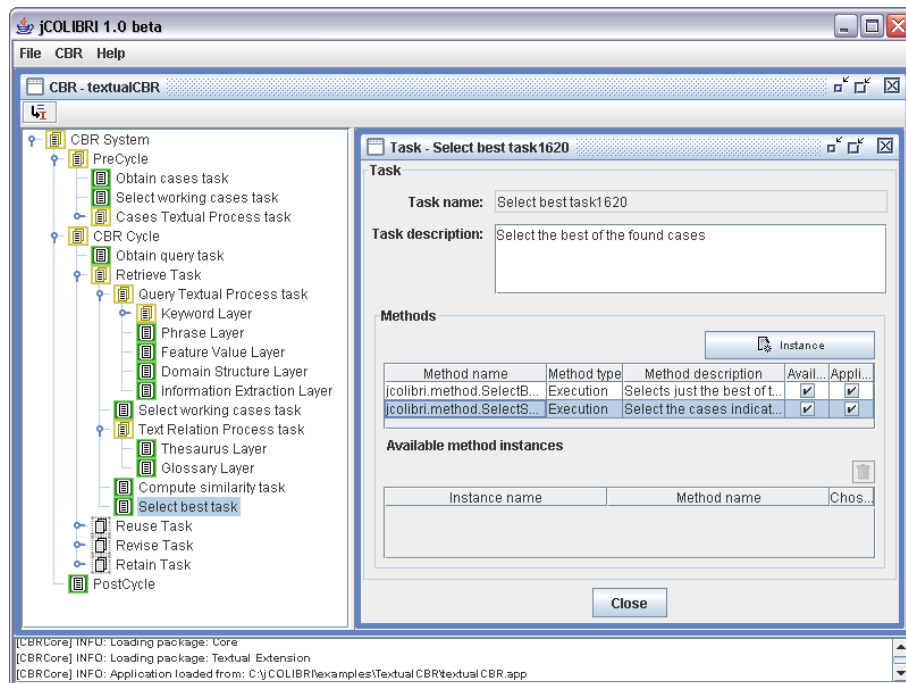 jCOLIBRI 1.0 beta
File CBR Help
CBR - textualCBR
CBR System
PreCycle
Obtain cases task
Select working cases task
Cases Textual Process task
CBR Cycle
Obtain query task
Retrieve Task
Query Textual Process task
Keyword Layer
Phrase Layer
Feature Value Layer
Domain Structure Layer
Information Extraction Layer
Select working cases task
Text Relation Process task
Thesaurus Layer
Glossary Layer
Compute similarity task
Select best task
Reuse Task
Revise Task
Retain Task
PostCycle
Task - Select best task1620
Task
Task name: Select best task1620
Task description: Select the best of the found cases
Methods
Instance
Method name Method type Method description Avail... Appli...
jcolibri.method.SelectB... Execution Selects just the best of t...
jcolibri.method.SelectS... Execution Select the cases indicat...
Available method instances
Instance name Method name Chos...
Close
[CBRCore] INFO: Loading package: Core
[CBRCore] INFO: Loading package: Textual Extension
[CBRCore] INFO: Application loaded from: C:\jCOLIBRI\examples\TextualCBR\textualCBR.app